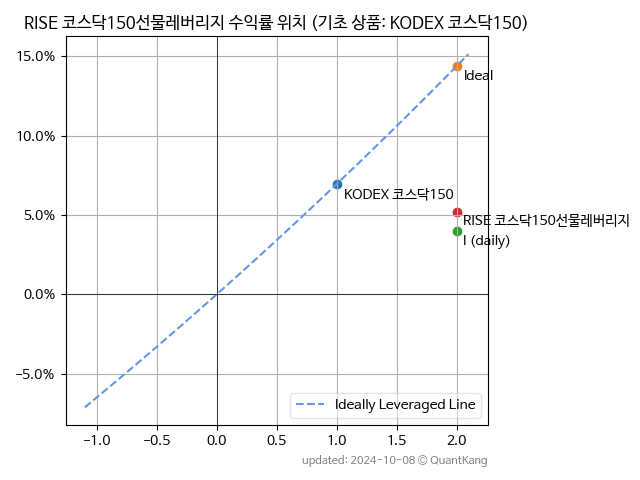 RISE 코스닥150선물레버리지 수익률 위치 (기초 상품: KODEX 코스닥150)
15.0%
Ideal
10.0%
KODEX 코스닥150
5.0%
RISE 코스닥150선물레버리지
I (daily)
0.0%
−5.0%
Ideally Leveraged Line
−1.0 −0.5 0.0 0.5 1.0 1.5 2.0
updated: 2024-10-08 © QuantKang